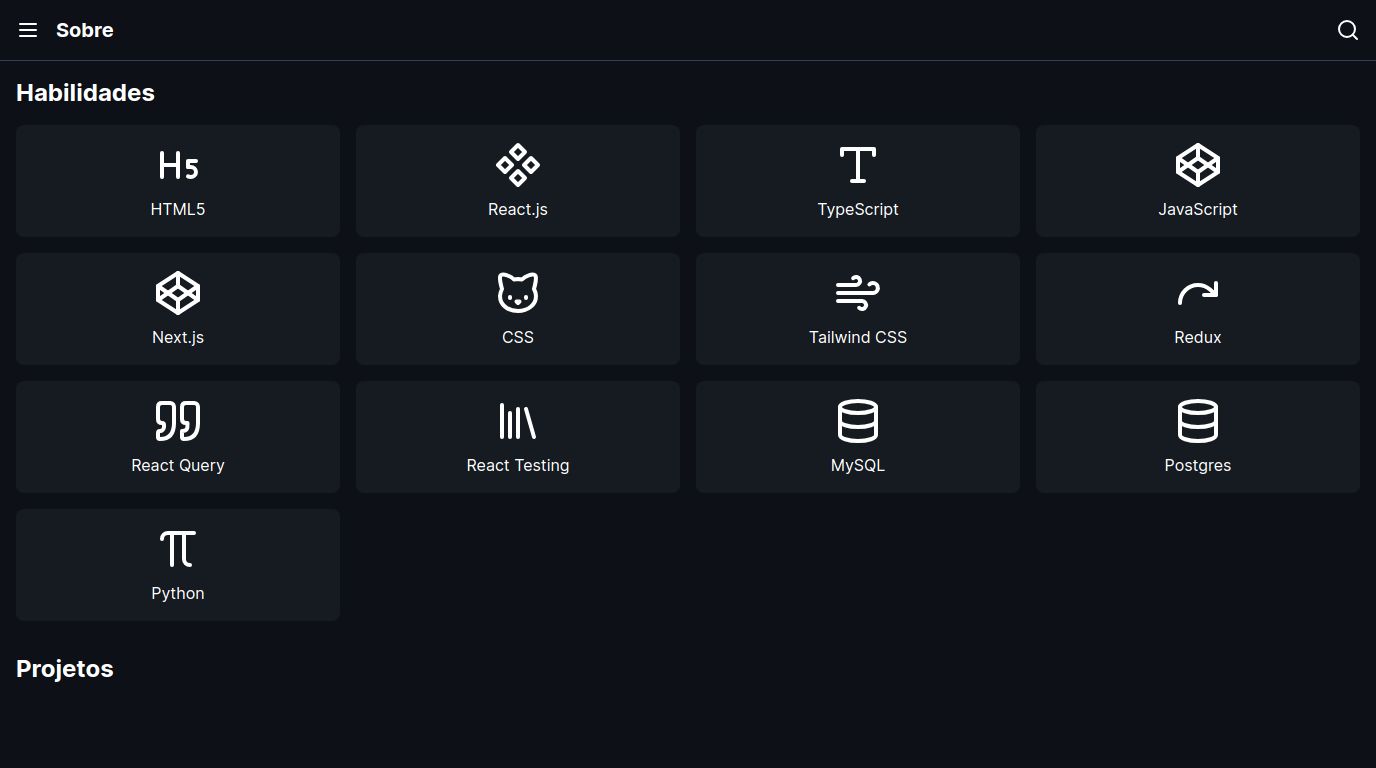 Sobre
Habilidades
HTML5
React.js
TypeScript
JavaScript
Next.js
CSS
Tailwind CSS
Redux
React Query
React Testing
MySQL
Postgres
Python
Projetos